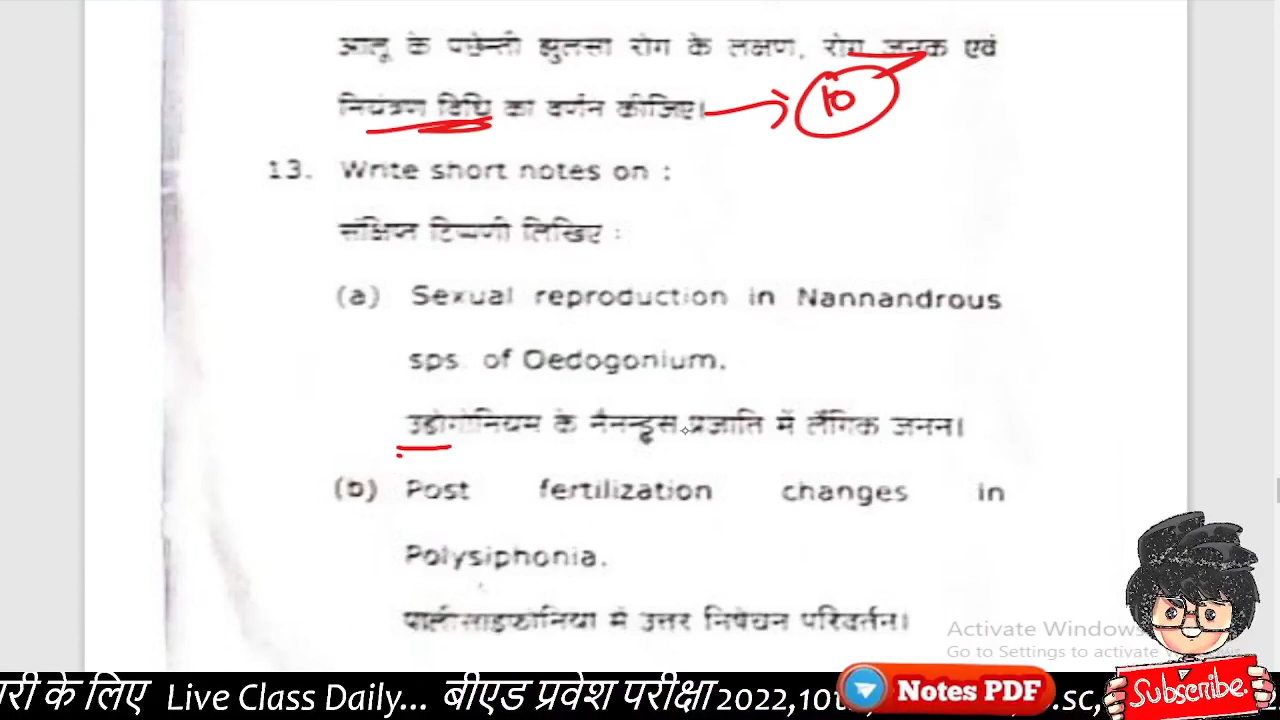 आलू के पछेन्ती झुलसा रोग के लक्षण, रोग जनक एवं
नियंत्रण विधि का वर्णन कीजिए।
10
13. Write short notes on :
संक्षिप्त टिप्पणी लिखिए :
(a) Sexual reproduction in Nannandrous
sps. of Oedogonium.
उडोगोनियम के नैनन्ड्रस प्रजाति में लैंगिक जनन।
(b) Post fertilization changes in
Polysiphonia.
पालीसाइफोनिया में उत्तर निषेचन परिवर्तन।
Activate Windows
Go to Settings to activate
री के लिए Live Class Daily... बीएड प्रवेश परीक्षा 2022,10
Notes PDF
.sc,
Subscribe.